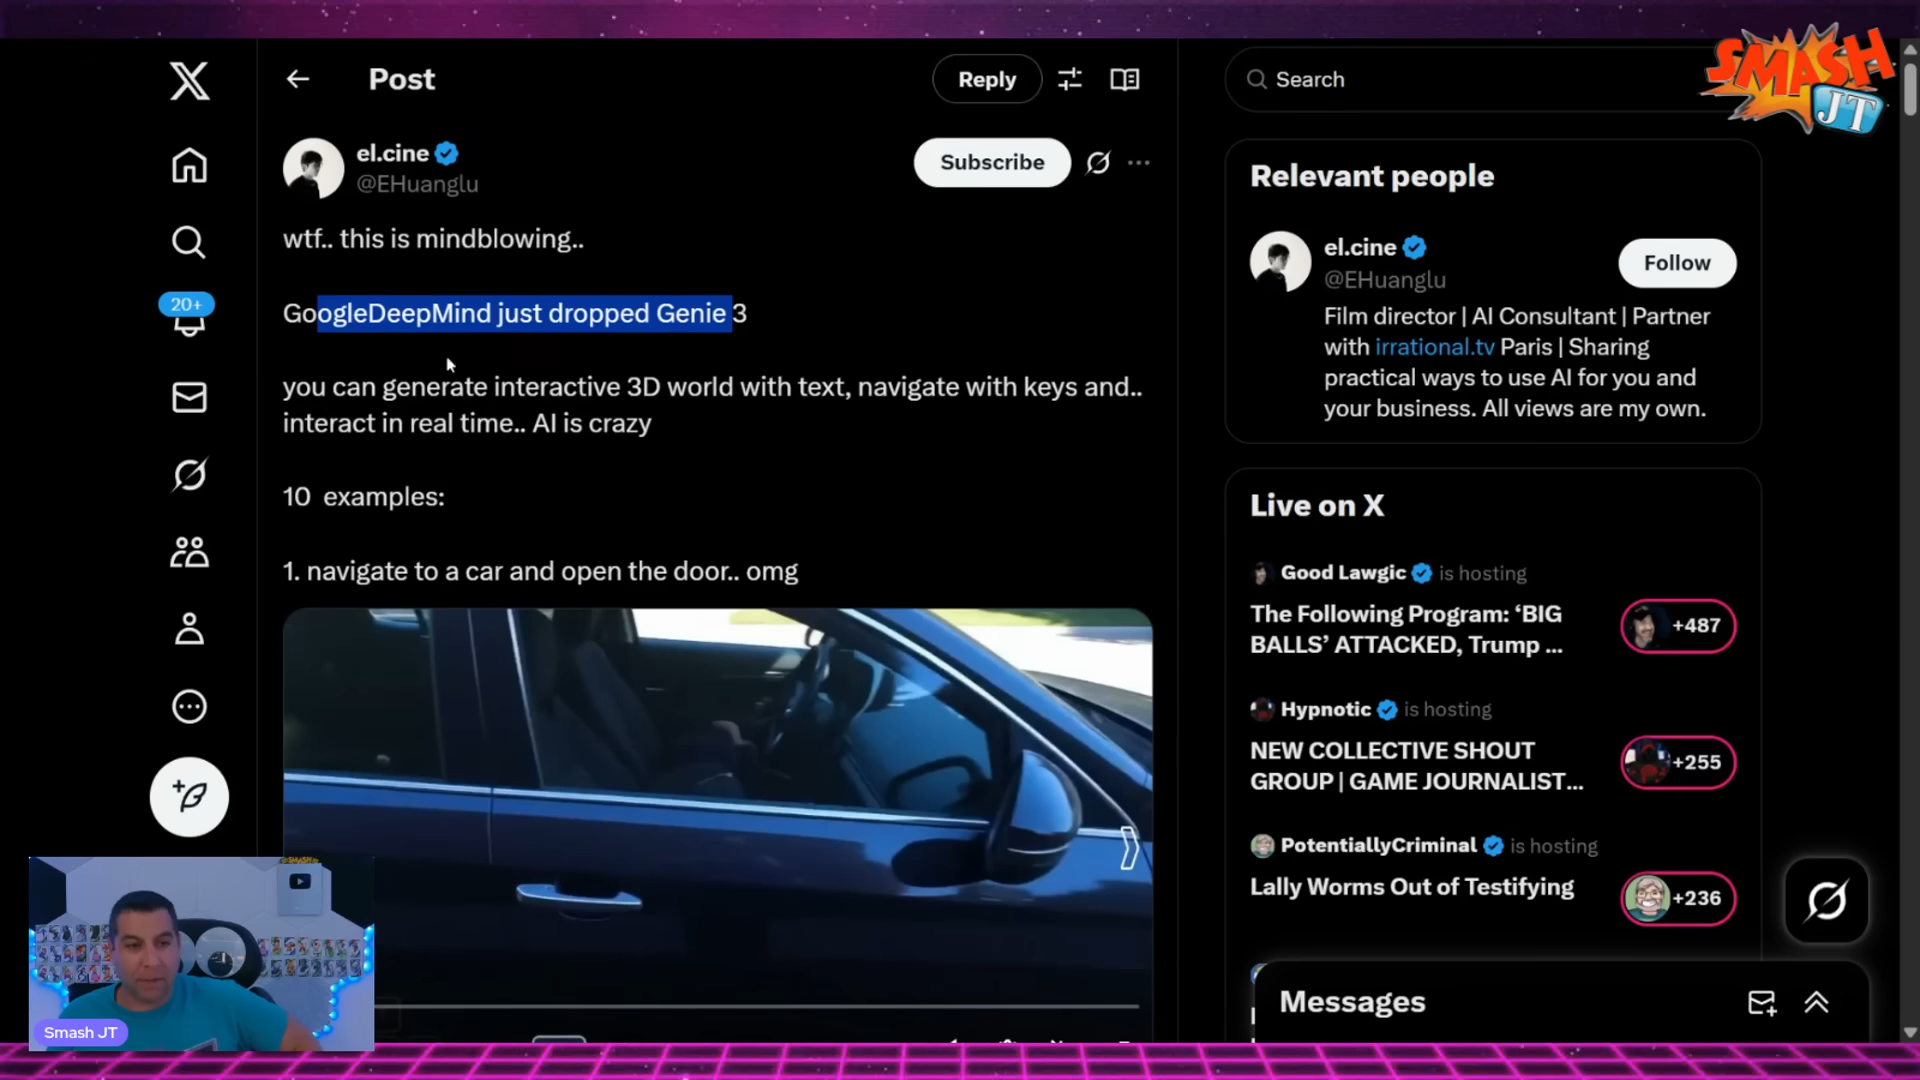 SMASH JT
Post
Reply
Search
el.cine
@EHuanglu
Subscribe
wtf.. this is mindblowing..
GoogleDeepMind just dropped Genie 3
you can generate interactive 3D world with text, navigate with keys and..
interact in real time.. AI is crazy
10 examples:
1. navigate to a car and open the door.. omg
20+
Relevant people
el.cine
@EHuanglu
Follow
Film director | AI Consultant | Partner
with irrational.tv Paris | Sharing
practical ways to use AI for you and
your business. All views are my own.
Live on X
Good Lawgic is hosting
The Following Program: ‘BIG
BALLS’ ATTACKED, Trump ...
+487
Hypnotic is hosting
NEW COLLECTIVE SHOUT
GROUP | GAME JOURNALIST...
+255
PotentiallyCriminal is hosting
Lally Worms Out of Testifying
+236
Messages
Smash JT